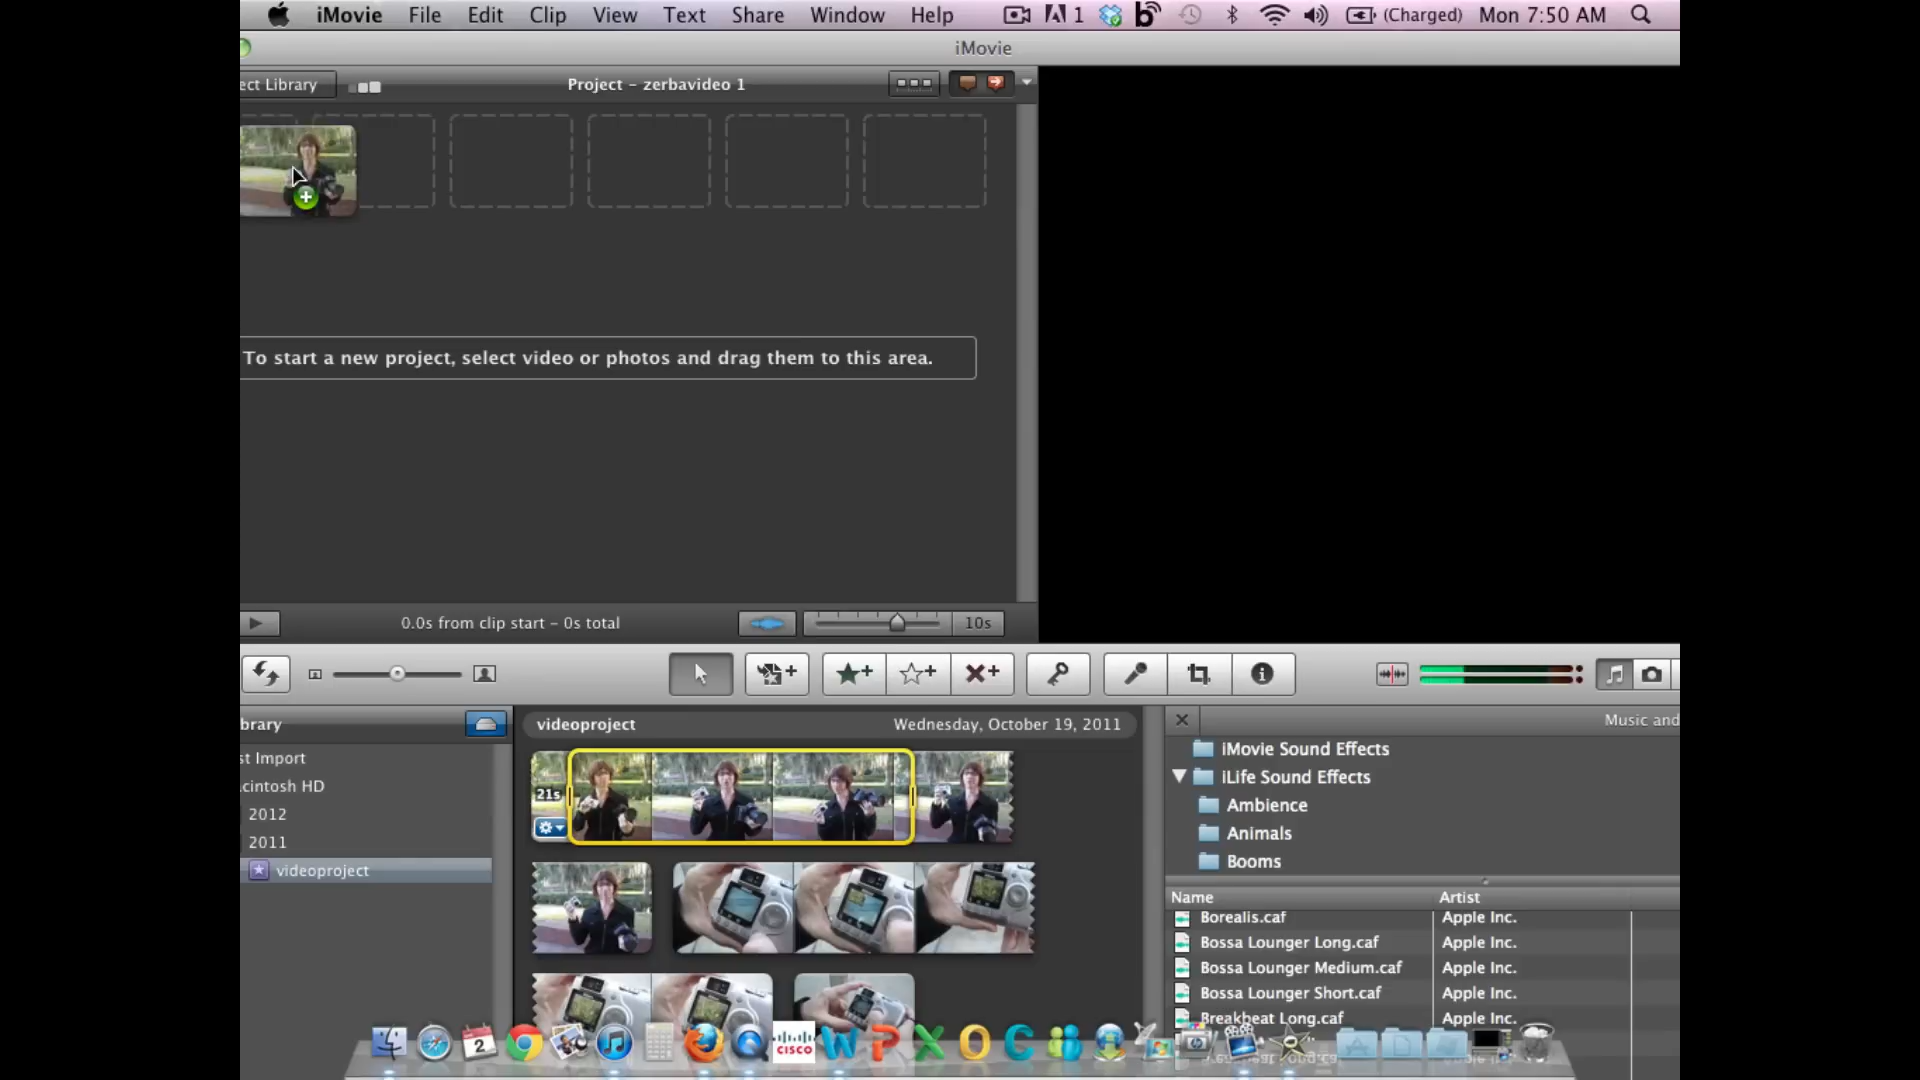 iMovie File Edit Clip View Text Share Window Help 1 (Charged) Mon 7:50 AM
iMovie
ect Library Project - zerbavideo 1
To start a new project, select video or photos and drag them to this area.
0.0s from clip start - 0s total 10s
brary videoproject Wednesday, October 19, 2011 Music and
st Import
cintosh HD
2012
2011
videoproject
21s
iMovie Sound Effects
iLife Sound Effects
Ambience
Animals
Booms
Name Artist
Borealis.caf Apple Inc.
Bossa Lounger Long.caf Apple Inc.
Bossa Lounger Medium.caf Apple Inc.
Bossa Lounger Short.caf Apple Inc.
Breakbeat Long.caf Apple Inc.
2 CISCO W P X O C